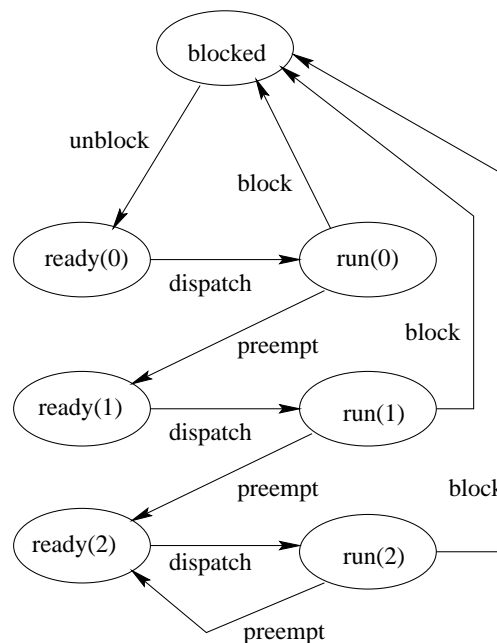 blocked
unblock
block
ready(0)
run(0)
dispatch
preempt
block
ready(1)
run(1)
dispatch
preempt
block
ready(2)
run(2)
dispatch
preempt